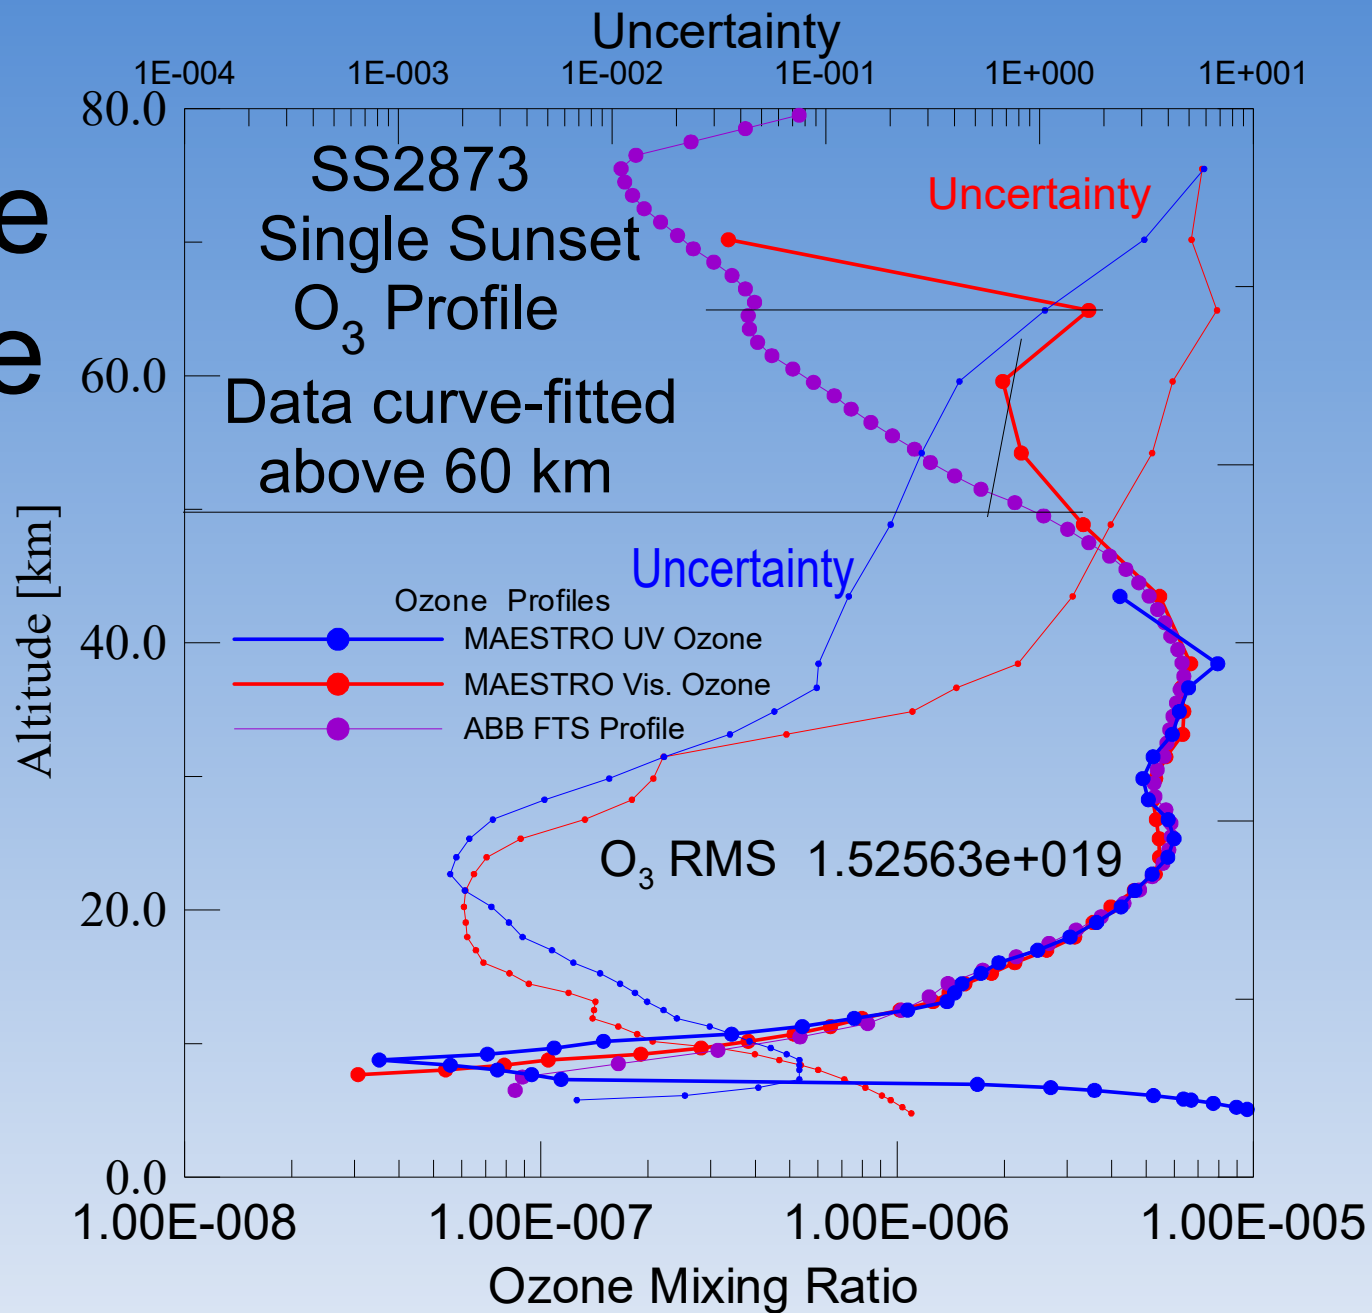 Uncertainty
1E-004 1E-003 1E-002 1E-001 1E+000 1E+01
80.0
SS2873
Uncertainty
e
Single Sunset
O3 Profile
e
60.0
Data curve-fitted
above 60 km
Altitude [km]
Uncertainty
Ozone Profiles
MAESTRO UV Ozone
40.0
MAESTRO Vis. Ozone
ABB FTS Profile
O3 RMS 1.52563e+019
20.0
0.0
1.00E-008 1.00E-007 1.00E-006 1.00E-005
Ozone Mixing Ratio